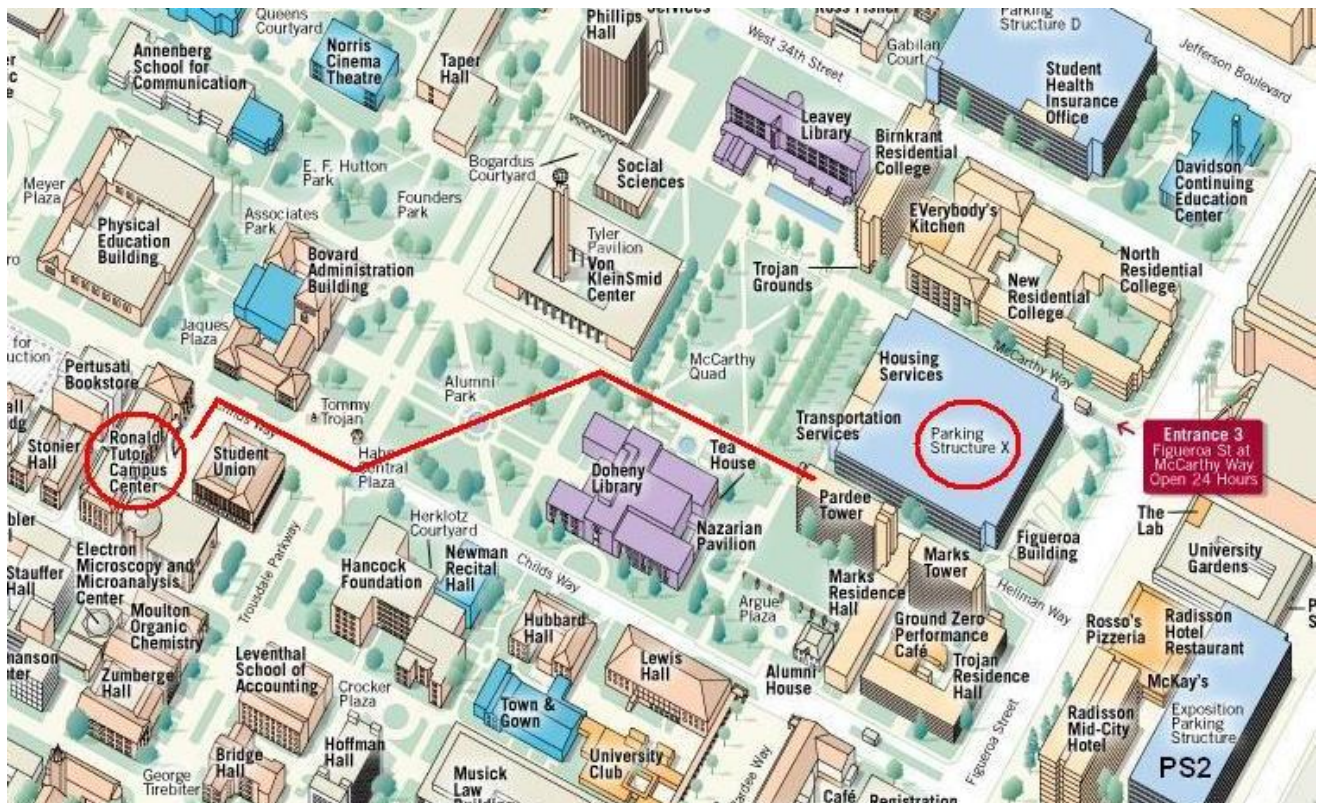 Queens
Courtyard
Phillips
Hall
Services
Parking
Structure D
West 34th Street
Gabilan
Court
Jefferson Boulevard
Annenberg
School for
Communication
Norris
Cinema
Theatre
Taper
Hall
Student
Health
Insurance
Office
Leavey
Library
Birnkrant
Residential
College
Davidson
Continuing
Education
Center
Meyer
Plaza
E. F. Hutton
Park
Bogardus
Courtyard
Social
Sciences
Founders
Park
Associates
Park
Physical
Education
Building
Bovard
Administration
Building
EVerybody's
Kitchen
Tyler
Pavilion
Von
KleinSmid
Center
Trojan
Grounds
New
Residential
College
North
Residential
College
Jaques
Plaza
for
uction
Pertusati
Bookstore
McCarthy
Quad
Housing
Services
McCarthy Way
Alumni
Park
Tommy
Trojan
Childs Way
Stonier
Hall
Ronald
Tutor
Campus
Center
Student
Union
Hahn
Central
Plaza
Transportation
Services
Parking
Structure X
Entrance 3
Figueroa St at
McCarthy Way
Open 24 Hours
Doheny
Library
Tea
House
Pardee
Tower
The
Lab
Herklotz
Courtyard
Nazarian
Pavilion
Figueroa
Building
University
Gardens
Electron
Microscopy and
Microanalysis
Center
Stauffer
Hall
Trousdale Parkway
Hancock
Foundation
Newman
Recital
Hall
Childs Way
Marks
Tower
Marks
Residence
Hall
Hellman Way
Moulton
Organic
Chemistry
Argue
Plaza
Hubbard
Hall
Ground Zero
Performance
Café
Rosso's
Pizzeria
Radisson
Hotel
Restaurant
Zumberge
Hall
Leventhal
School of
Accounting
Lewis
Hall
Alumni
House
Trojan
Residence
Hall
McKay's
Crocker
Plaza
Town &
Gown
Radisson
Mid-City
Hotel
Exposition
Parking
Structure
PS2
Figueroa Street
George
Tirebiter
Bridge
Hall
Hoffman
Hall
University
Club
Musick
Law
Pardee Way
Café
Registration